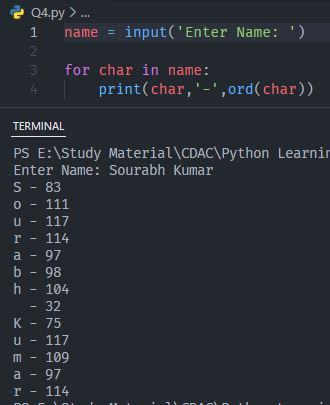 Q4.py > ...
1 name = input('Enter Name: ')
2
3 for char in name:
4     print(char,'-',ord(char))
TERMINAL
PS E:\Study Material\CDAC\Python Learnin
Enter Name: Sourabh Kumar
S - 83
o - 111
u - 117
r - 114
a - 97
b - 98
h - 104
  - 32
K - 75
u - 117
m - 109
a - 97
r - 114